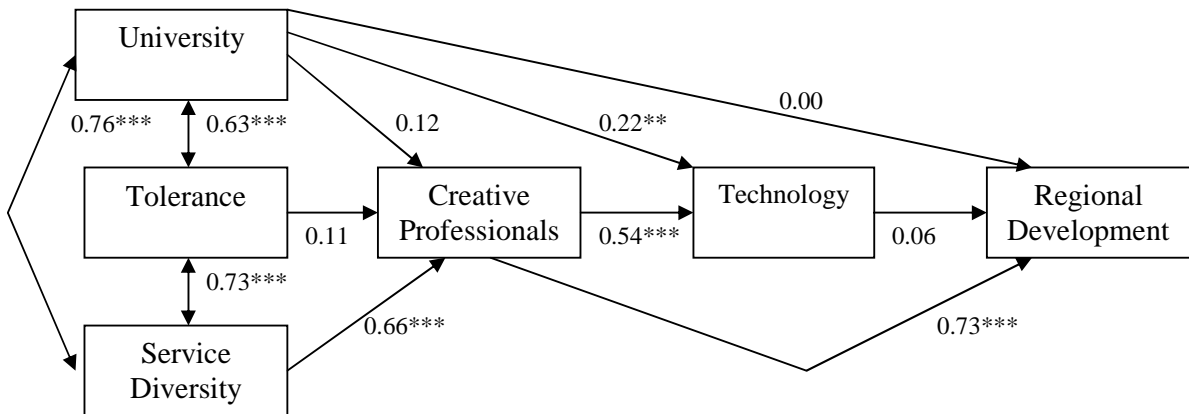 University
0.00
0.76***
0.63***
0.12
0.22**
Tolerance
Creative
Professionals
Technology
Regional
Development
0.11
0.54***
0.06
0.73***
Service
Diversity
0.66***
0.73***